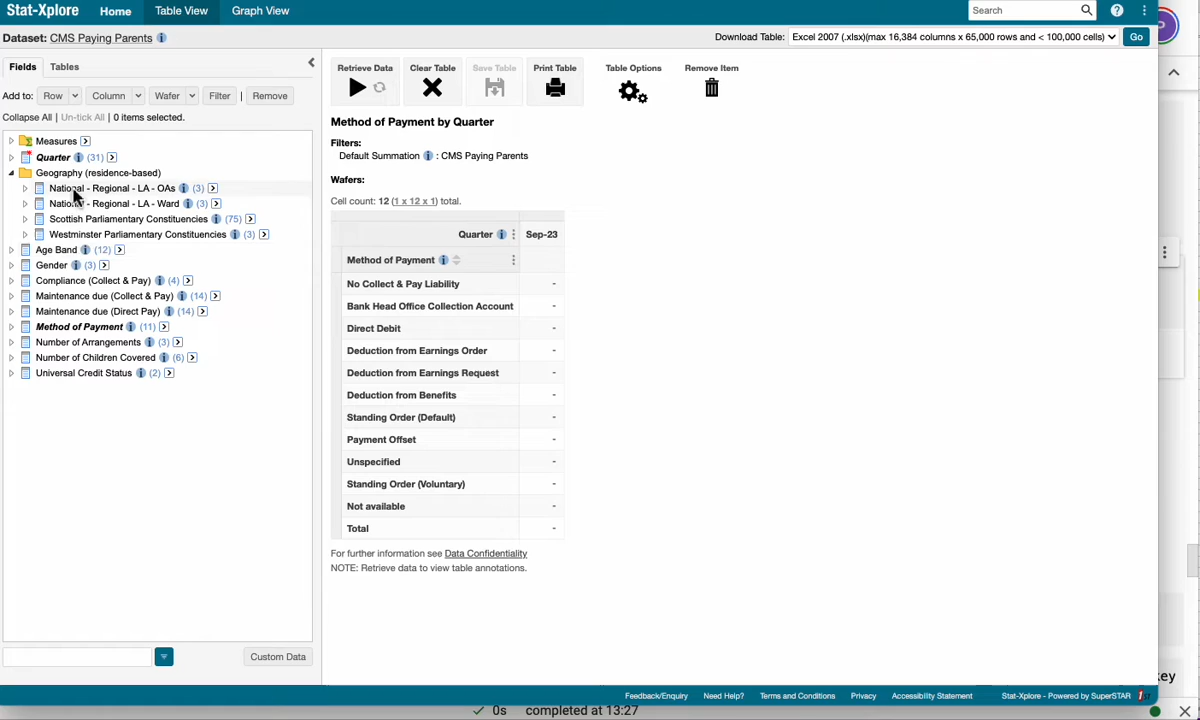 Stat-Xplore Home Table View Graph View Search
Dataset: CMS Paying Parents Download Table: Excel 2007 (.xlsx)(max 16,384 columns x 65,000 rows and < 100,000 cells) Go
Fields Tables
Add to: Row Column Wafer Filter | Remove
Collapse All | Un-tick All | 0 items selected.
Measures
Quarter (31)
Geography (residence-based)
National - Regional - LA - OAs (3)
National - Regional - LA - Ward (3)
Scottish Parliamentary Constituencies (75)
Westminster Parliamentary Constituencies (3)
Age Band (12)
Gender (3)
Compliance (Collect & Pay) (4)
Maintenance due (Collect & Pay) (14)
Maintenance due (Direct Pay) (14)
Method of Payment (11)
Number of Arrangements (3)
Number of Children Covered (6)
Universal Credit Status (2)
Custom Data
Retrieve Data Clear Table Save Table Print Table Table Options Remove Item
Method of Payment by Quarter
Filters:
Default Summation : CMS Paying Parents
Wafers:
Cell count: 12 (1 x 12 x 1) total.
Quarter Sep-23
Method of Payment
No Collect & Pay Liability -
Bank Head Office Collection Account -
Direct Debit -
Deduction from Earnings Order -
Deduction from Earnings Request -
Deduction from Benefits -
Standing Order (Default) -
Payment Offset -
Unspecified -
Standing Order (Voluntary) -
Not available -
Total -
For further information see Data Confidentiality
NOTE: Retrieve data to view table annotations.
Feedback/Enquiry Need Help? Terms and Conditions Privacy Accessibility Statement Stat-Xplore - Powered by SuperSTAR
key
0s completed at 13:27